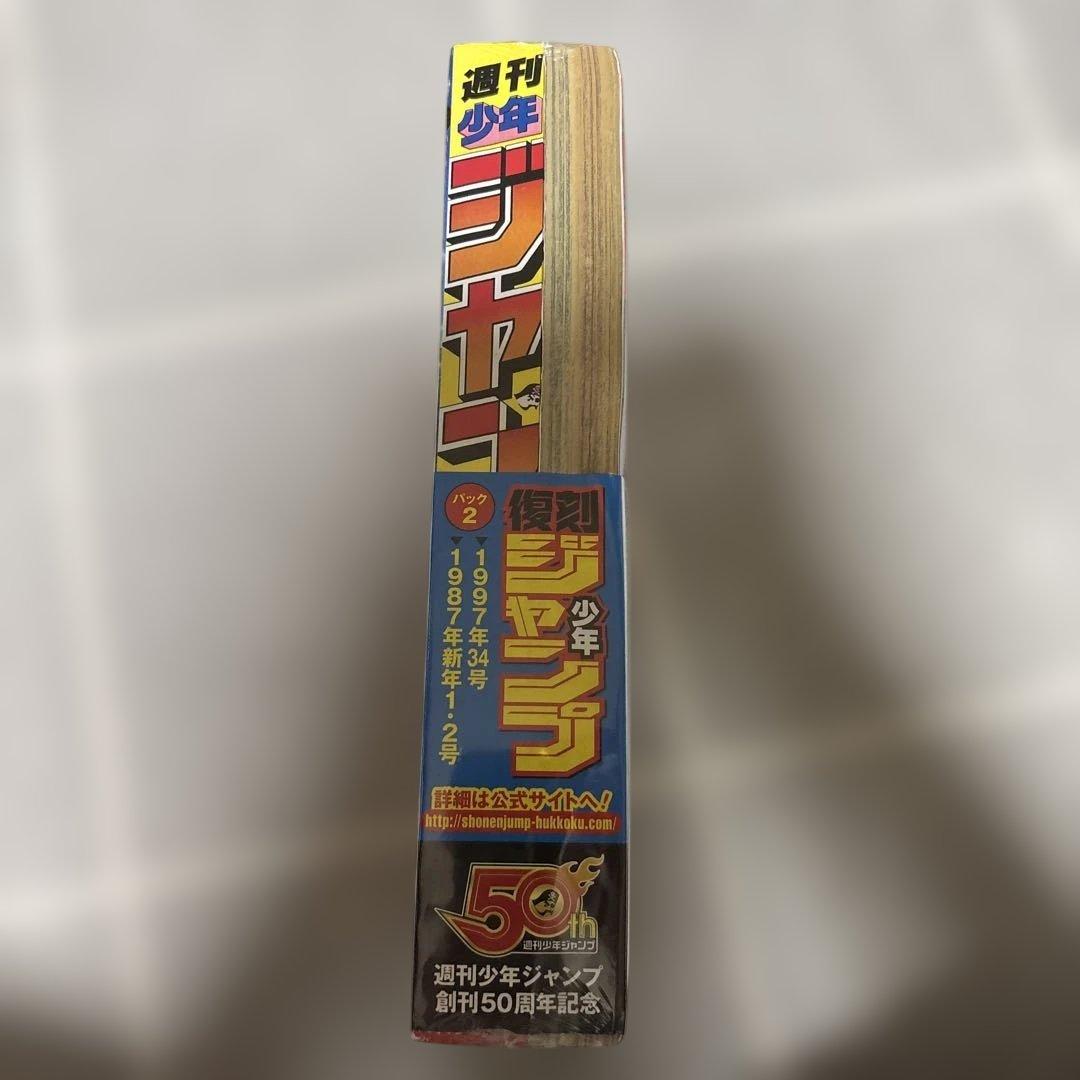 週刊
少年
ジャン
パック
2
復刻
少年
ジャンプ
▼1997年34号
▼1987年新年1・2号
詳細は公式サイトへ!
http://shonenjump-hukkoku.com/
50th
週刊少年ジャンプ
週刊少年ジャンプ
創刊50周年記念